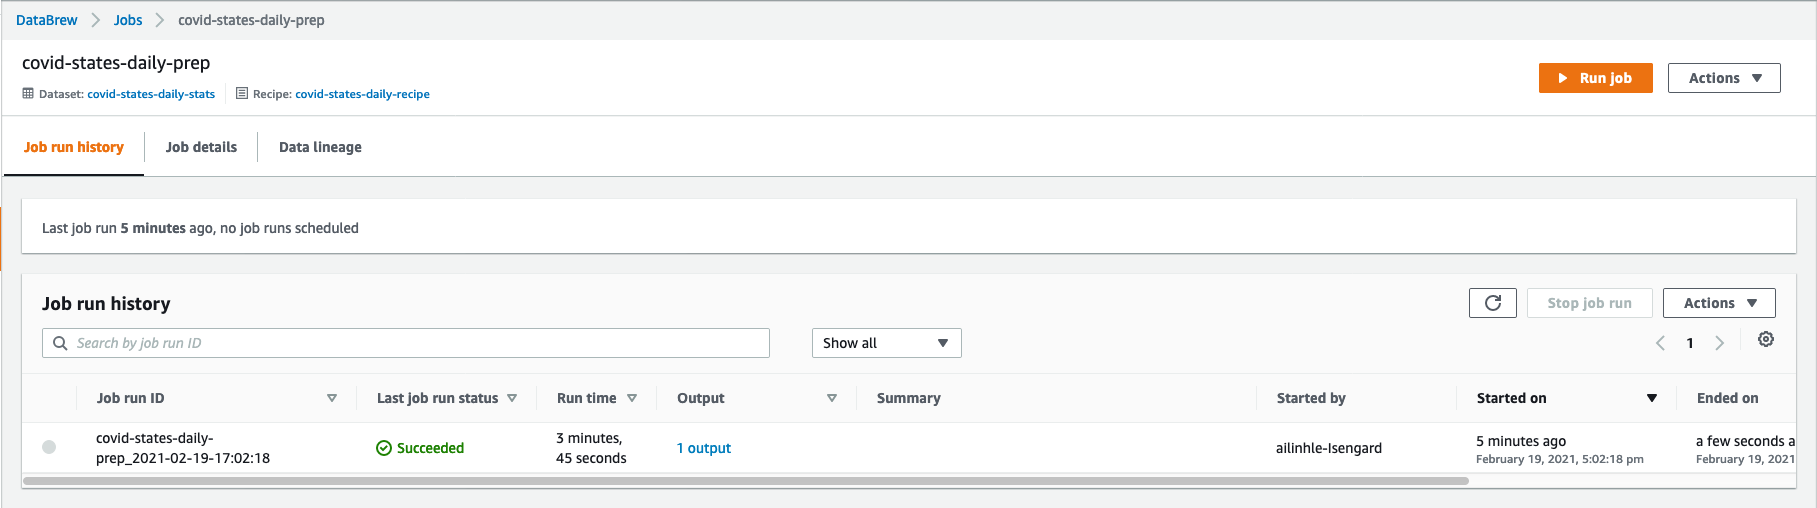 DataBrew > Jobs > covid-states-daily-prep
covid-states-daily-prep
Run job
Actions
Dataset: covid-states-daily-stats
Recipe: covid-states-daily-recipe
Job run history
Job details
Data lineage
Last job run 5 minutes ago, no job runs scheduled
Job run history
Stop job run
Actions
Search by job run ID
Show all
1
Job run ID
Last job run status
Run time
Output
Summary
Started by
Started on
Ended on
covid-states-daily-
prep_2021-02-19-17:02:18
Succeeded
3 minutes,
45 seconds
1 output
ailinhle-Isengard
5 minutes ago
February 19, 2021, 5:02:18 pm
a few seconds a
February 19, 2021